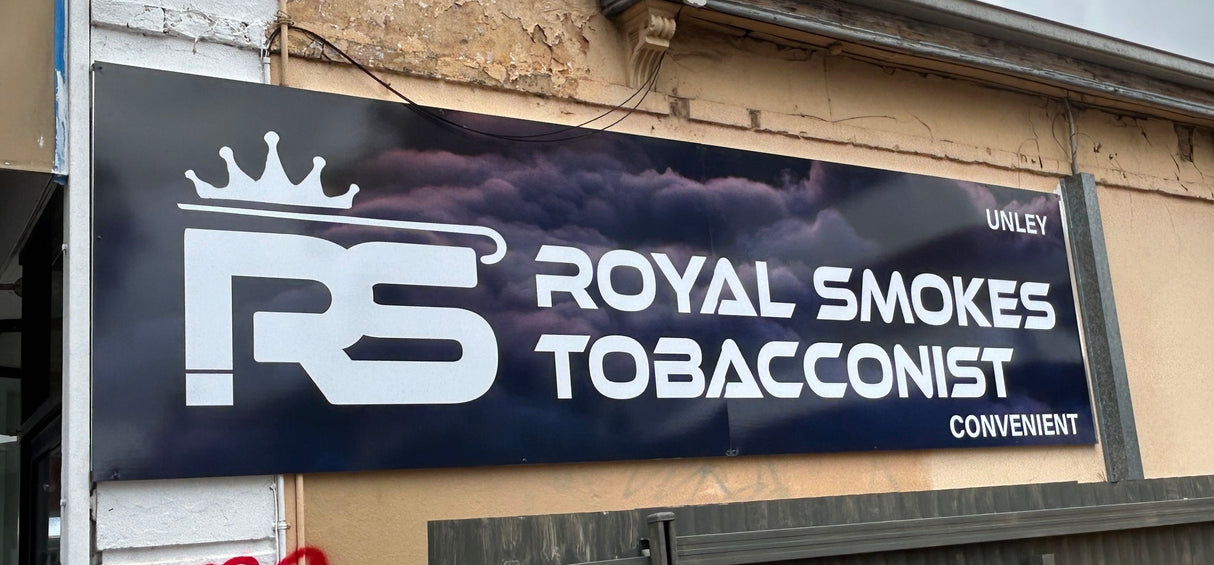 UNLEY
RS
ROYAL SMOKES
TOBACCONIST
CONVENIENT